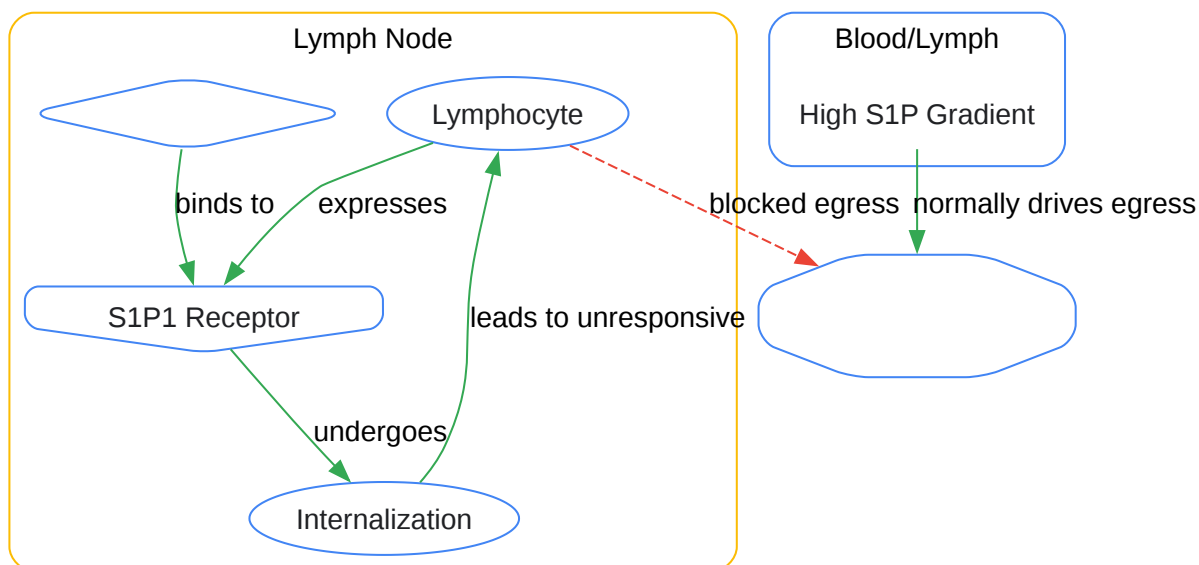 Lymph Node
Blood/Lymph
Lymphocyte
High S1P Gradient
binds to
expresses
blocked egress
normally drives egress
S1P1 Receptor
leads to unresponsive
undergoes
Internalization